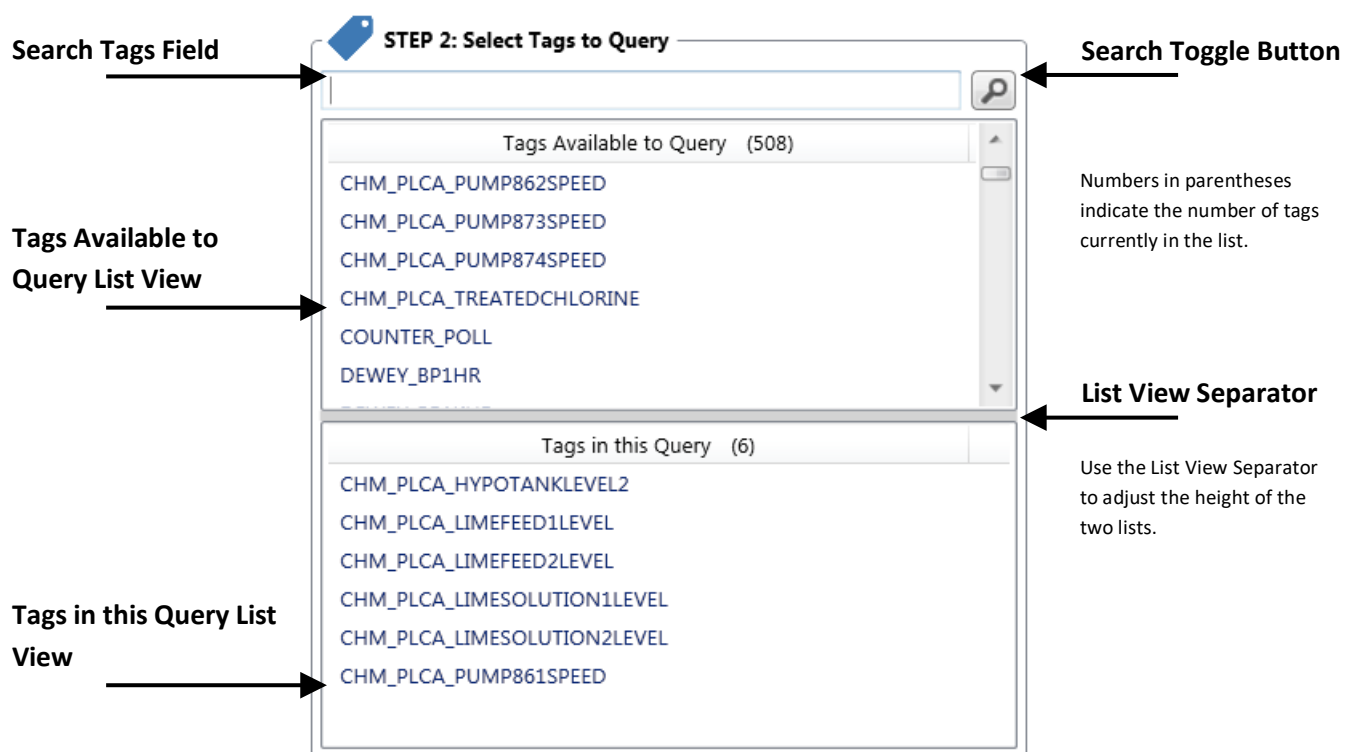 STEP 2: Select Tags to Query
Search Tags Field
Search Toggle Button
Tags Available to Query (508)
CHM_PLCA_PUMP862SPEED
CHM_PLCA_PUMP873SPEED
CHM_PLCA_PUMP874SPEED
CHM_PLCA_TREATEDCHLORINE
COUNTER_POLL
DEWEY_BP1HR
Numbers in parentheses
indicate the number of tags
currently in the list.
Tags Available to
Query List View
List View Separator
Use the List View Separator
to adjust the height of the
two lists.
Tags in this Query (6)
CHM_PLCA_HYPOTANKLEVEL2
CHM_PLCA_LIMEFEED1LEVEL
CHM_PLCA_LIMEFEED2LEVEL
CHM_PLCA_LIMESOLUTION1LEVEL
CHM_PLCA_LIMESOLUTION2LEVEL
CHM_PLCA_PUMP861SPEED
Tags in this Query List
View